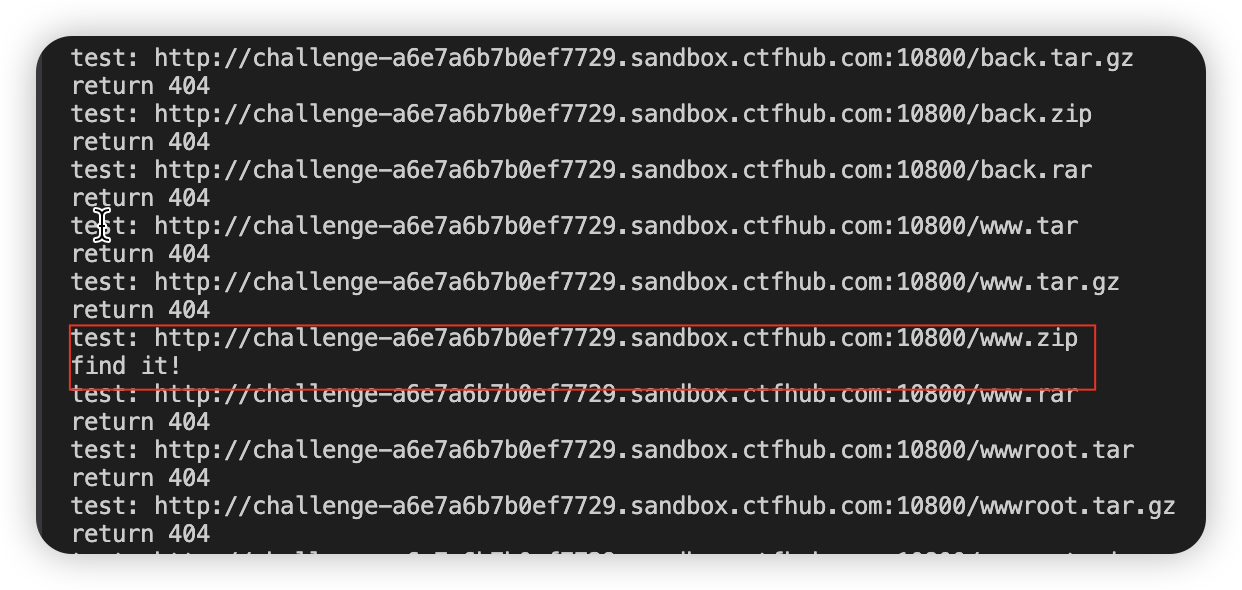 test: http://challenge-a6e7a6b7b0ef7729.sandbox.ctfhub.com:10800/back.tar.gz
return 404
test: http://challenge-a6e7a6b7b0ef7729.sandbox.ctfhub.com:10800/back.zip
return 404
test: http://challenge-a6e7a6b7b0ef7729.sandbox.ctfhub.com:10800/back.rar
return 404
test: http://challenge-a6e7a6b7b0ef7729.sandbox.ctfhub.com:10800/www.tar
return 404
test: http://challenge-a6e7a6b7b0ef7729.sandbox.ctfhub.com:10800/www.tar.gz
return 404
test: http://challenge-a6e7a6b7b0ef7729.sandbox.ctfhub.com:10800/www.zip
find it!
test: http://challenge-a6e7a6b7b0ef7729.sandbox.ctfhub.com:10800/www.rar
return 404
test: http://challenge-a6e7a6b7b0ef7729.sandbox.ctfhub.com:10800/wwwroot.tar
return 404
test: http://challenge-a6e7a6b7b0ef7729.sandbox.ctfhub.com:10800/wwwroot.tar.gz
return 404